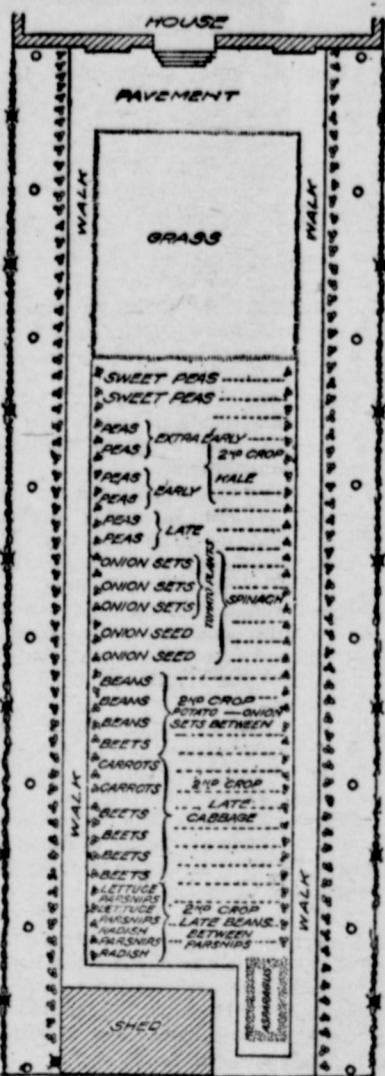 HOUSE
PAVEMENT
WALK
WALK
GRASS
SWEET PEAS
SWEET PEAS
PEAS
EXTRA EARLY
PEAS
2ND CROP
KALE
PEAS
PEAS
EARLY
PEAS
PEAS
LATE
ONION SETS
ONION SETS
ONION SETS
TOMATO PLANTS
SPINACH
ONION SEED
ONION SEED
BEANS
BEANS
2ND CROP
POTATO — ONION
BEANS
SETS BETWEEN
BEETS
CARROTS
CARROTS
2ND CROP
LATE
CABBAGE
BEETS
BEETS
BEETS
BEETS
WALK
WALK
LETTUCE
PARSNIPS
LETTUCE
2ND CROP
PARSNIPS
LATE BEANS
RADISH
BETWEEN
PARSNIPS
PARSNIPS
RADISH
ASPARAGUS
SHED